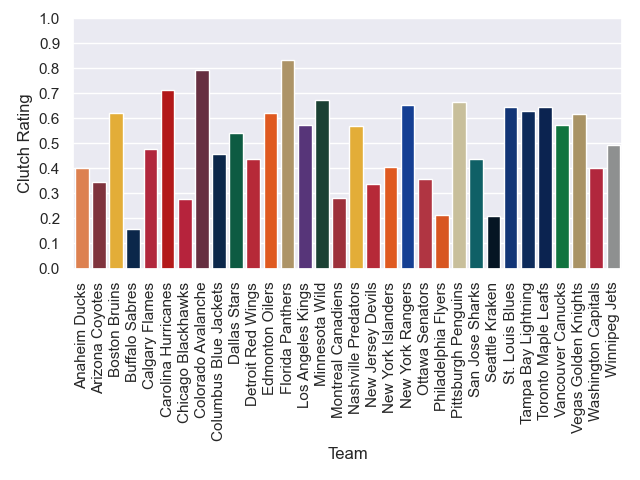 1.0
0.9
0.8
0.7
0.6
0.5
0.4
0.3
0.2
0.1
0.0
Clutch Rating
Anaheim Ducks
Arizona Coyotes
Boston Bruins
Buffalo Sabres
Calgary Flames
Carolina Hurricanes
Chicago Blackhawks
Colorado Avalanche
Columbus Blue Jackets
Dallas Stars
Detroit Red Wings
Edmonton Oilers
Florida Panthers
Los Angeles Kings
Minnesota Wild
Montreal Canadiens
Nashville Predators
New Jersey Devils
New York Islanders
New York Rangers
Ottawa Senators
Philadelphia Flyers
Pittsburgh Penguins
San Jose Sharks
Seattle Kraken
St. Louis Blues
Tampa Bay Lightning
Toronto Maple Leafs
Vancouver Canucks
Vegas Golden Knights
Washington Capitals
Winnipeg Jets
Team